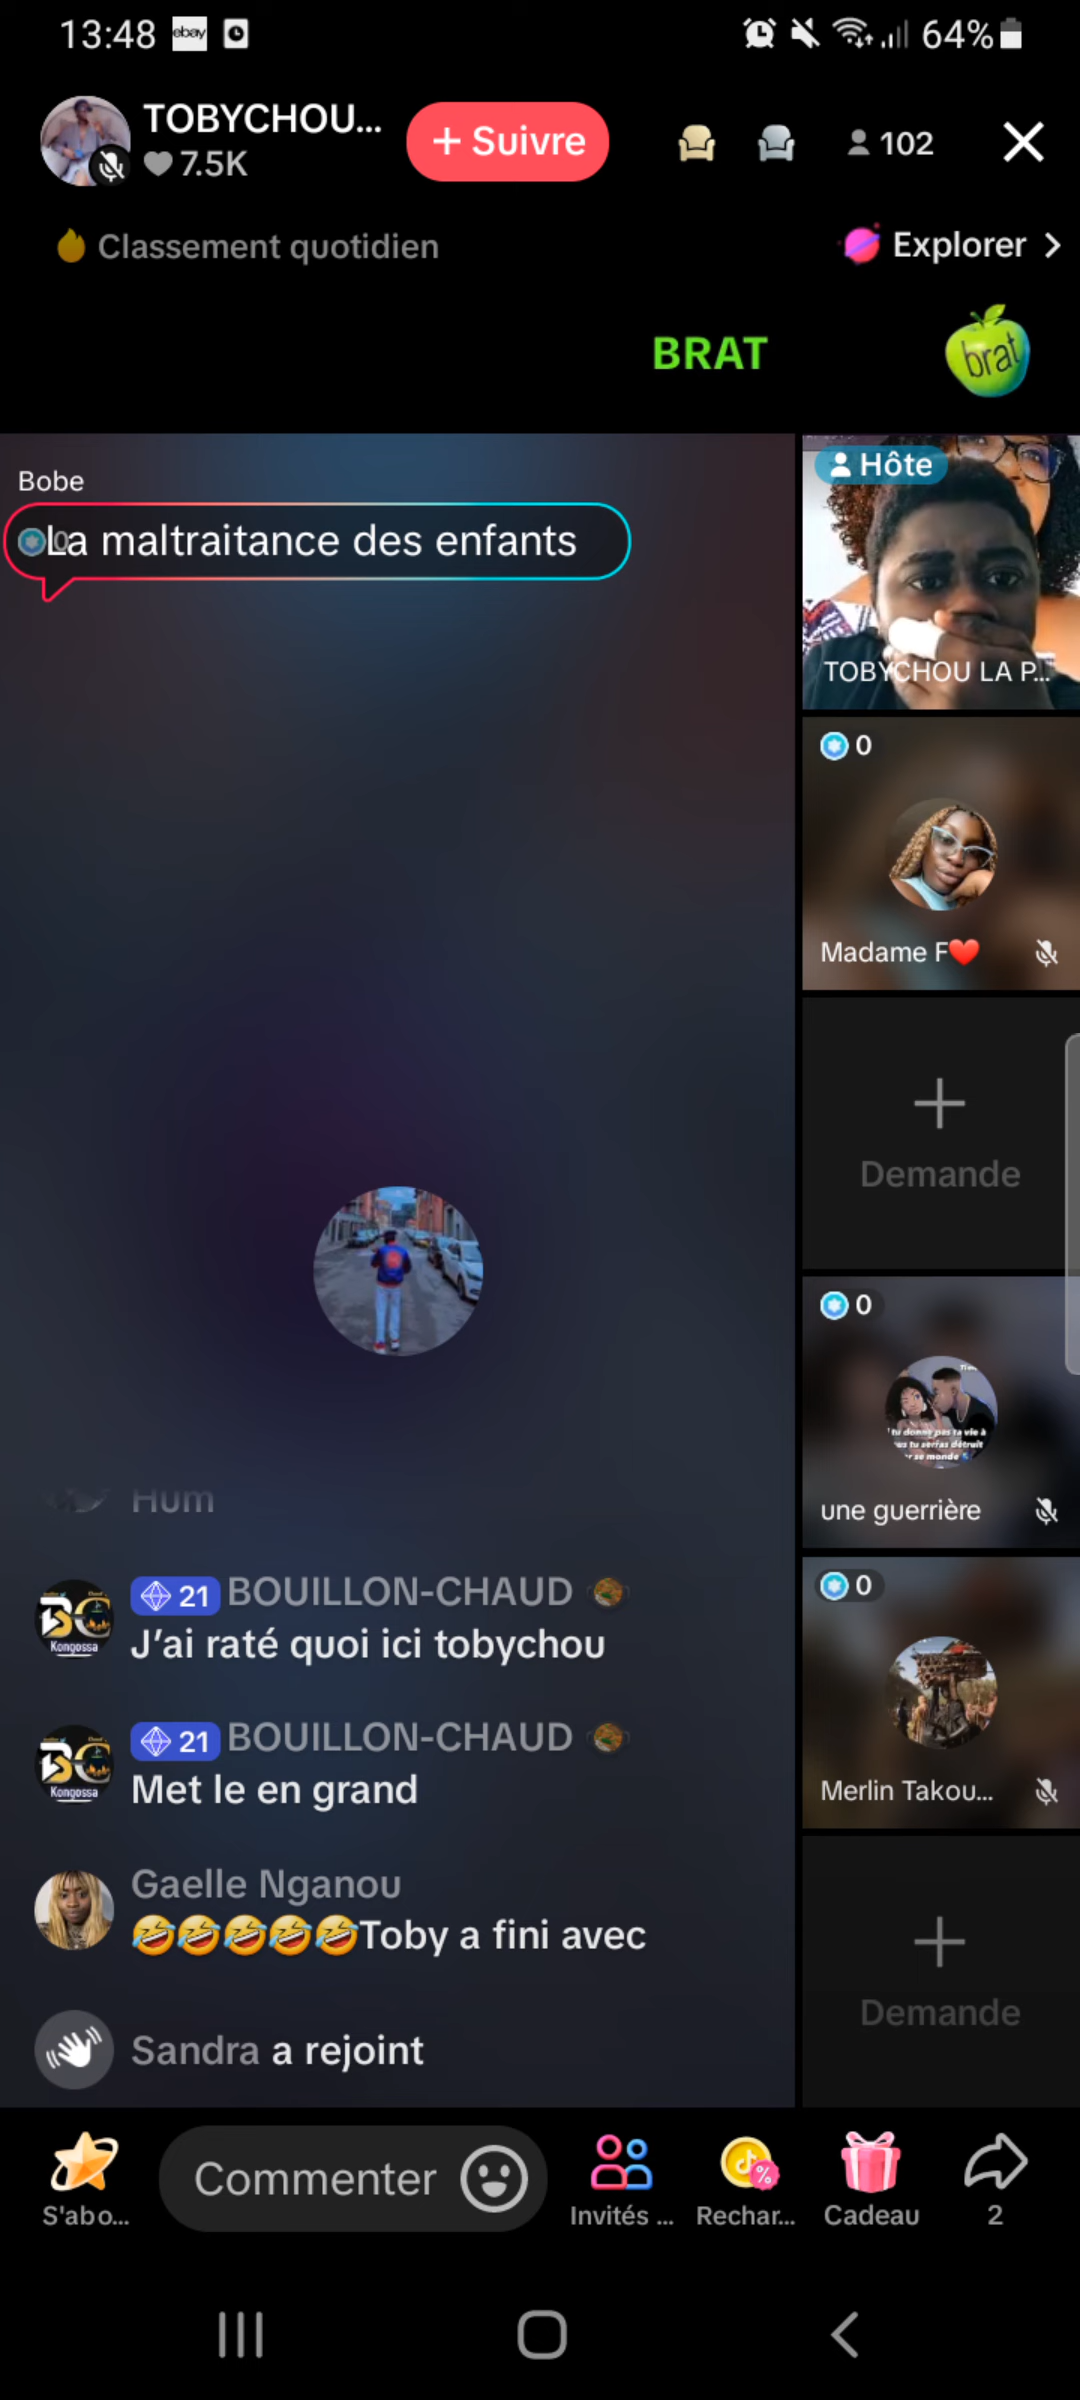 13:48 ebay 64%
TOBYCHOU...
+ Suivre
7.5K
102
Classement quotidien
Explorer
BRAT
brat
Bobe
La maltraitance des enfants
Hôte
TOBYCHOU LA P...
0
Madame F❤️
Demande
0
une guerrière
0
Merlin Takou...
Demande
Hum
21 BOUILLON-CHAUD 🥘
J'ai raté quoi ici tobychou
Kongossa
21 BOUILLON-CHAUD 🥘
Met le en grand
Kongossa
Gaelle Nganou
🤣🤣🤣🤣🤣Toby a fini avec
Sandra a rejoint
S'abo...
Commenter
Invités ...
Rechar...
Cadeau
2